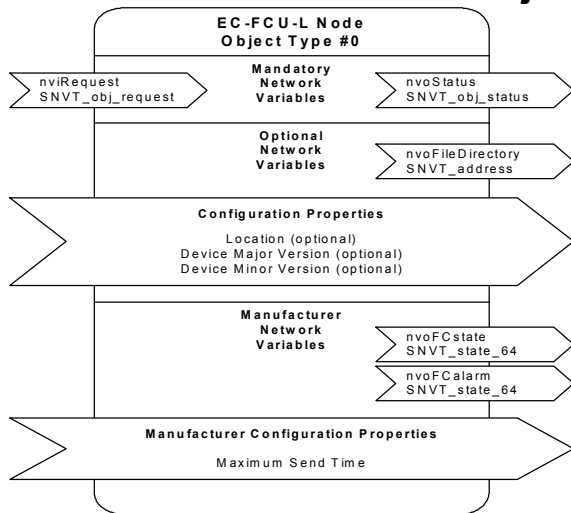 EC-FCU-L Node
Object Type #0
Mandatory
Network
Variables
nviRequest
SNVT_obj_request
nvoStatus
SNVT_obj_status
Optional
Network
Variables
nvoFileDirectory
SNVT_address
Configuration Properties
Location (optional)
Device Major Version (optional)
Device Minor Version (optional)
Manufacturer
Network
Variables
nvoFCstate
SNVT_state_64
nvoFCalarm
SNVT_state_64
Manufacturer Configuration Properties
Maximum Send Time